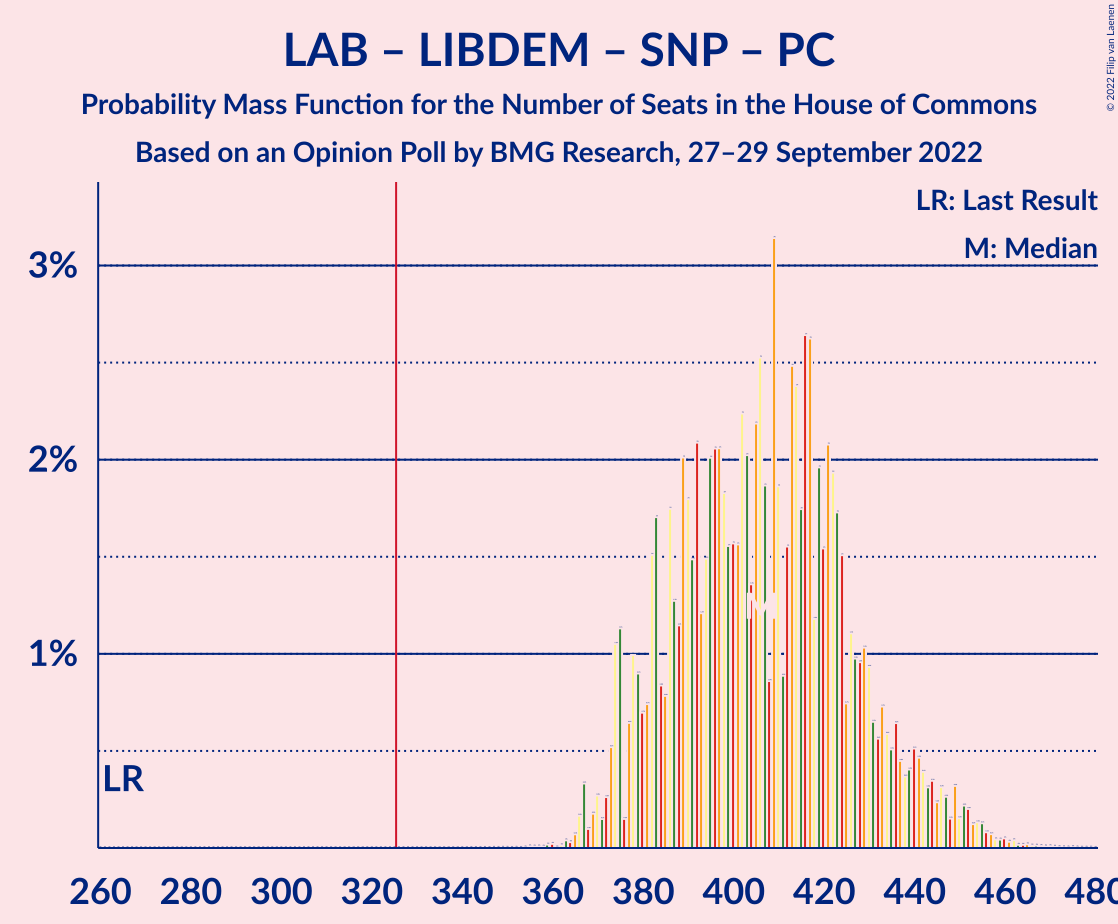 LAB – LIBDEM – SNP – PC
Probability Mass Function for the Number of Seats in the House of Commons
Based on an Opinion Poll by BMG Research, 27–29 September 2022
© 2022 Filip van Laenen
LR: Last Result
M: Median
3%
2%
1%
M
LR
260 280 300 320 340 360 380 400 420 440 460 480